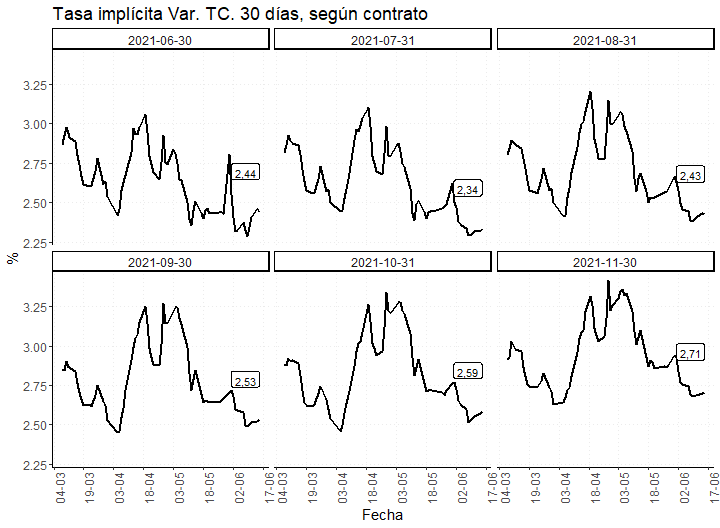 Tasa implícita Var. TC. 30 días, según contrato
2021-06-30 2021-07-31 2021-08-31
3.25
3.00
2.75
2.50
2.25
2,44 2,34 2,43
%
2021-09-30 2021-10-31 2021-11-30
3.25
3.00
2.75
2.50
2.25
2,53 2,59 2,71
04-03 19-03 03-04 18-04 03-05 18-05 02-06 17-06 04-03 19-03 03-04 18-04 03-05 18-05 02-06 17-06 04-03 19-03 03-04 18-04 03-05 18-05 02-06 17-06
Fecha